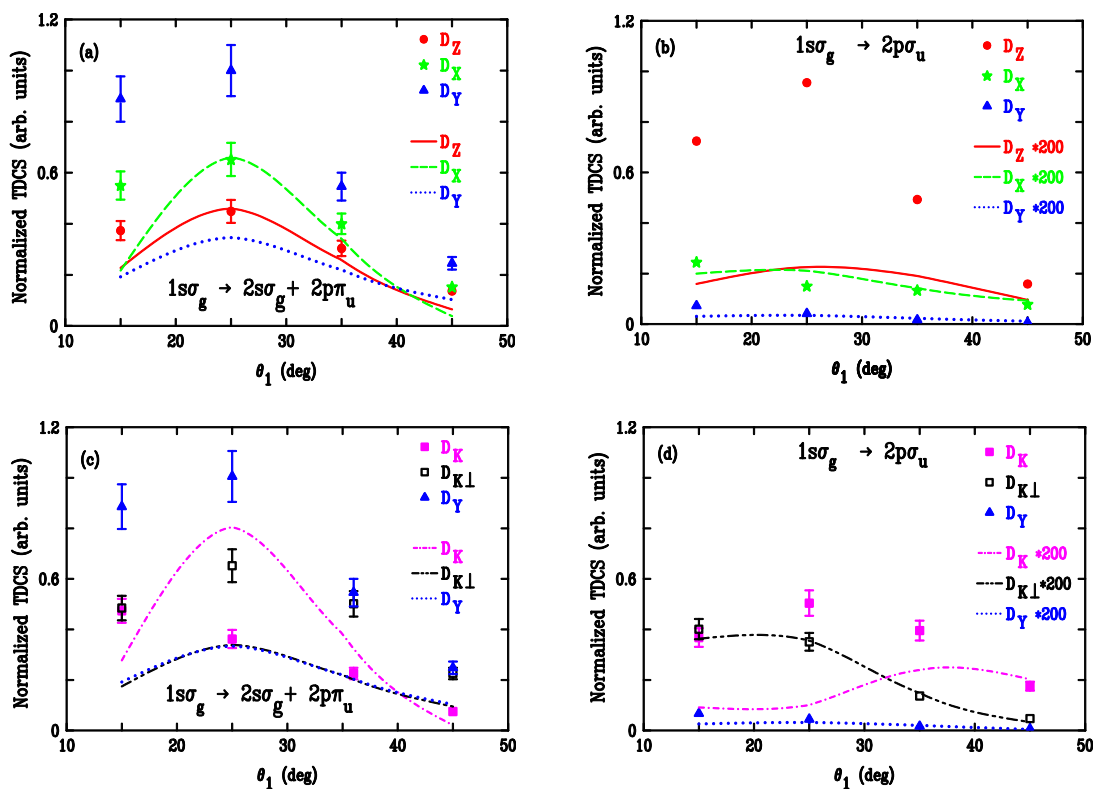 (a)
D_Z
D_X
D_Y
D_Z
D_X
D_Y
1sσ_g → 2sσ_g+ 2pπ_u
Normalized TDCS (arb. units)
1.2
0.6
0
10 20 30 40 50
θ_1 (deg)
(b)
1sσ_g → 2pσ_u
D_Z
D_X
D_Y
D_Z *200
D_X *200
D_Y *200
Normalized TDCS (arb. units)
1.2
0.6
0
10 20 30 40 50
θ_1 (deg)
(c)
D_K
D_K⊥
D_Y
D_K
D_K⊥
D_Y
1sσ_g → 2sσ_g+ 2pπ_u
Normalized TDCS (arb. units)
1.2
0.6
0
10 20 30 40 50
θ_1 (deg)
(d)
1sσ_g → 2pσ_u
D_K
D_K⊥
D_Y
D_K *200
D_K⊥*200
D_Y *200
Normalized TDCS (arb. units)
1.2
0.6
0
10 20 30 40 50
θ_1 (deg)